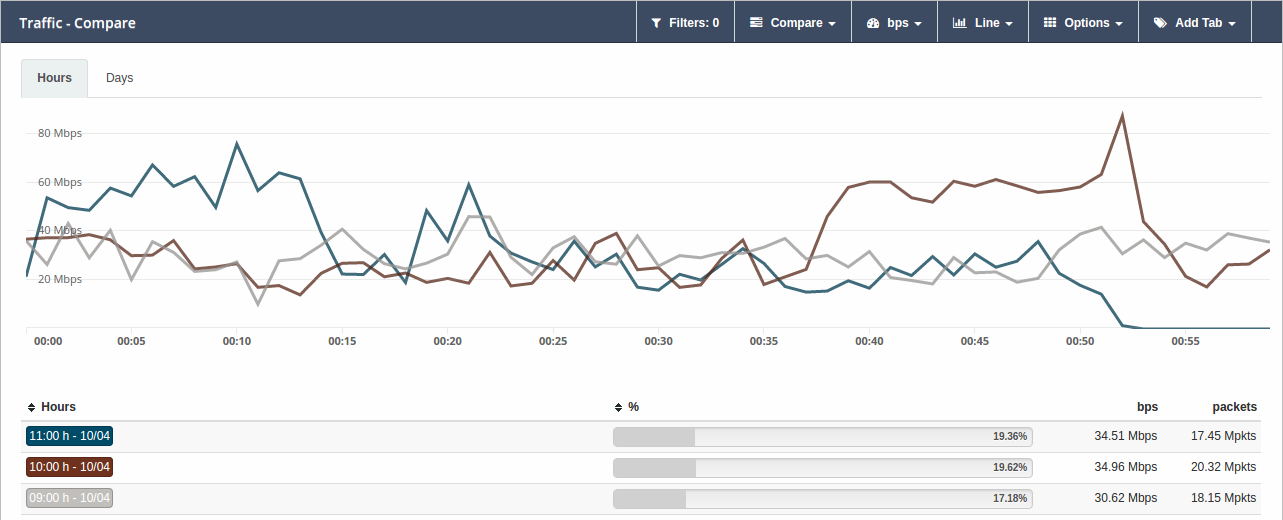 Traffic - Compare Filters: 0 Compare bps Line Options Add Tab
Hours Days
80 Mbps
60 Mbps
40 Mbps
20 Mbps
00:00 00:05 00:10 00:15 00:20 00:25 00:30 00:35 00:40 00:45 00:50 00:55
Hours % bps packets
11:00 h - 10/04 19.36% 34.51 Mbps 17.45 Mpkts
10:00 h - 10/04 19.62% 34.96 Mbps 20.32 Mpkts
09:00 h - 10/04 17.18% 30.62 Mbps 18.15 Mpkts